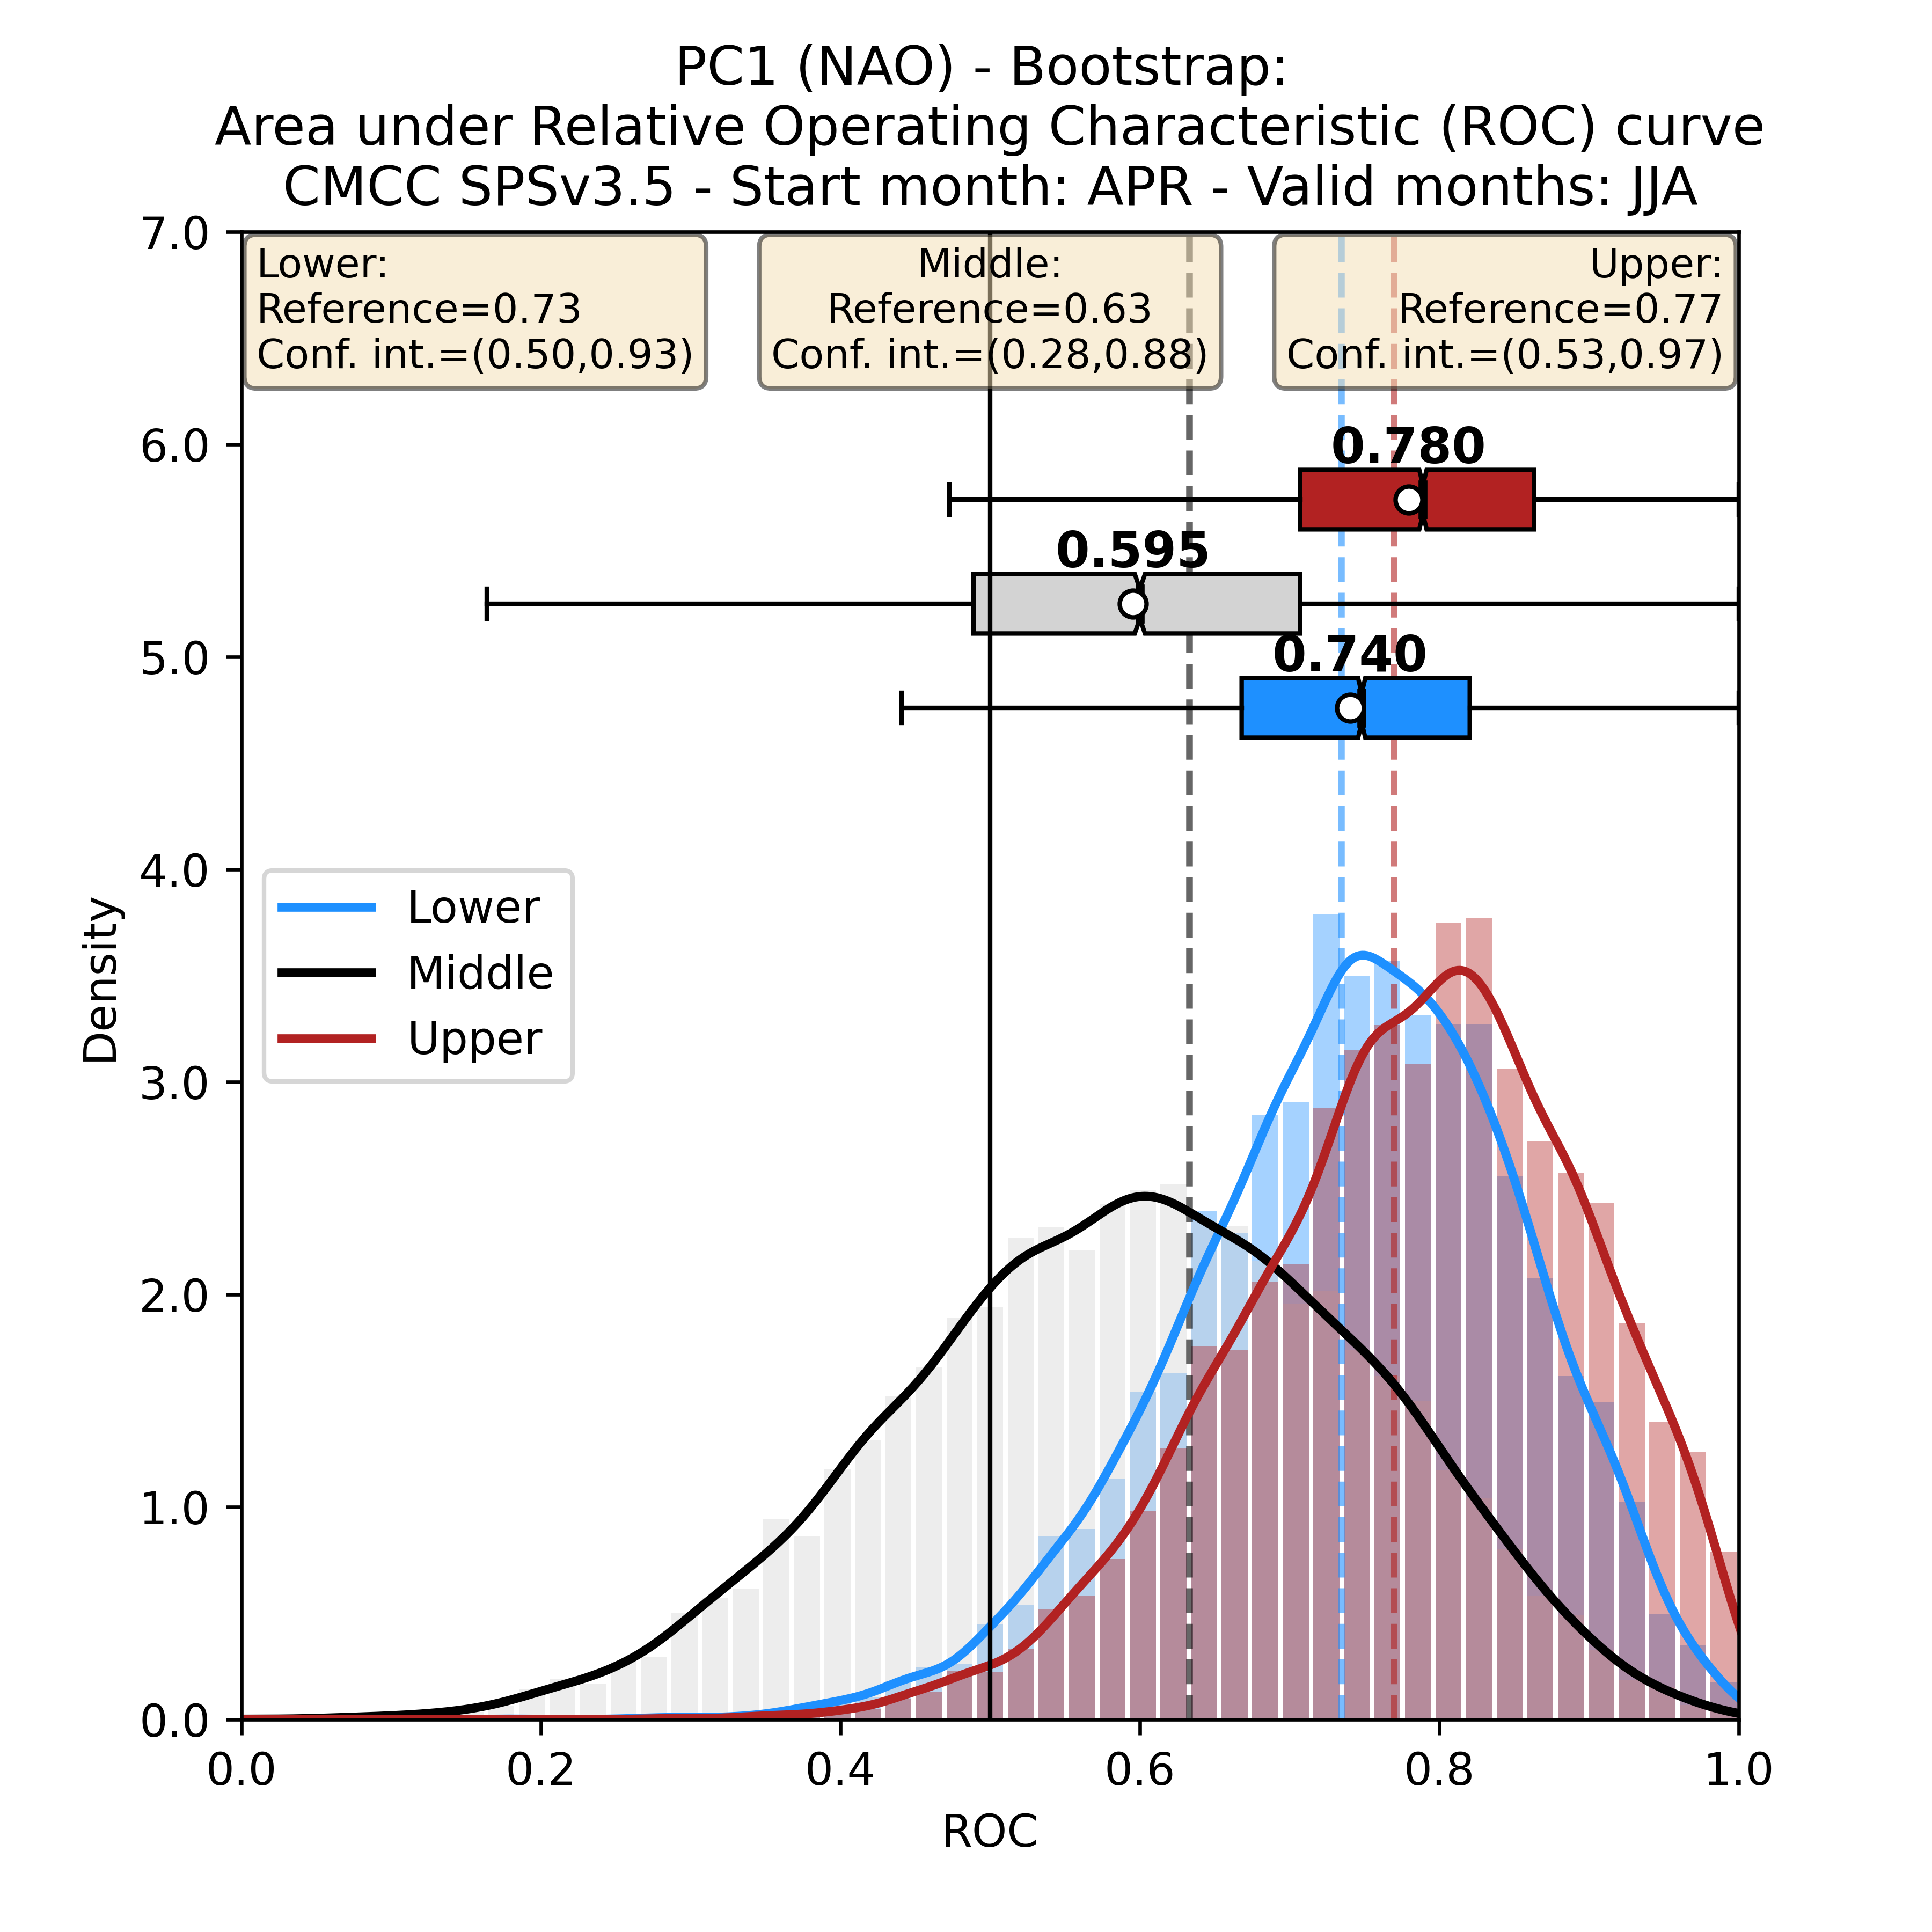 PC1 (NAO) - Bootstrap:
Area under Relative Operating Characteristic (ROC) curve
CMCC SPSv3.5 - Start month: APR - Valid months: JJA
Lower:
Reference=0.73
Conf. int.=(0.50,0.93)
Middle:
Reference=0.63
Conf. int.=(0.28,0.88)
Upper:
Reference=0.77
Conf. int.=(0.53,0.97)
0.780
0.595
0.740
7.0
6.0
5.0
4.0
3.0
2.0
1.0
0.0
Density
Lower
Middle
Upper
0.0
0.2
0.4
0.6
0.8
1.0
ROC